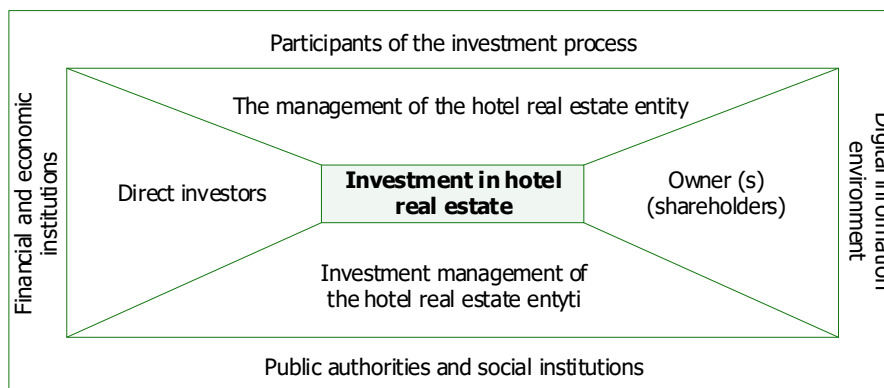 Participants of the investment process
The management of the hotel real estate entity
Financial and economic
institutions
Direct investors
Investment in hotel
real estate
Owner (s)
(shareholders)
Digital information
environment
Investment management of
the hotel real estate entyti
Public authorities and social institutions